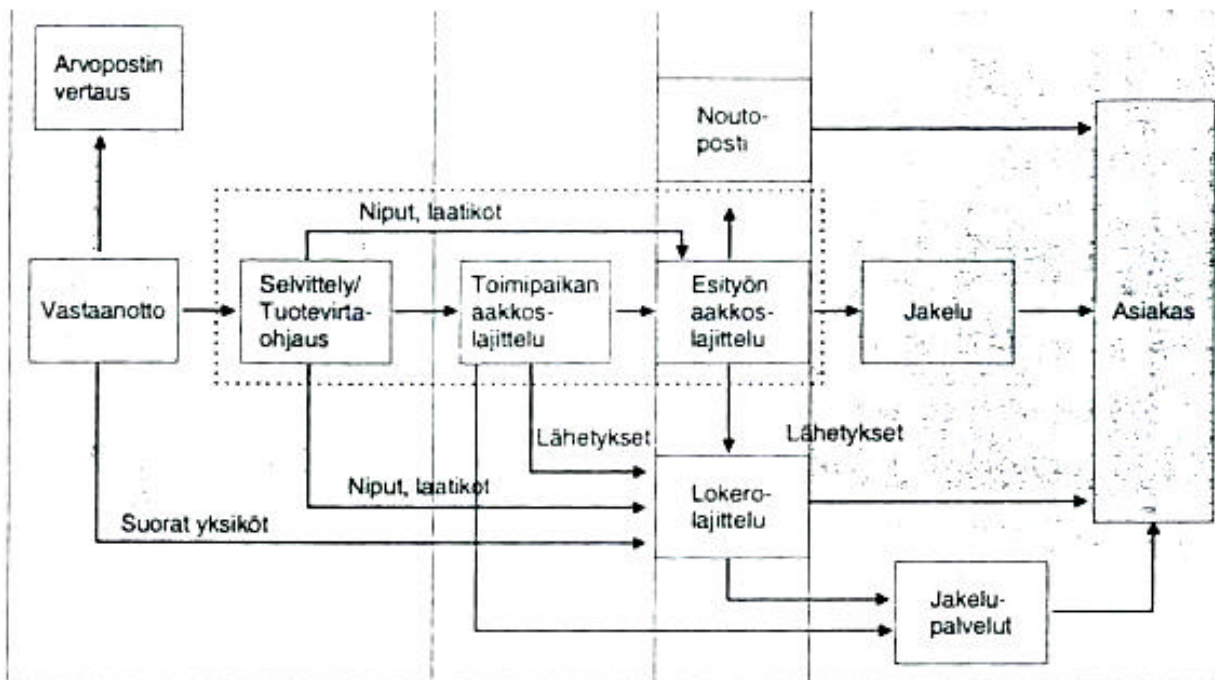 Arvopostin
vertaus
Nouto-
posti
Niput, laatikot
Vastaanotto
Selvittely/
Tuotevirta-
ohjaus
Toimipaikan
aakkos-
lajittelu
Esityön
aakkos-
lajittelu
Jakelu
Asiakas
Lähetykset
Lähetykset
Niput, laatikot
Lokero-
lajittelu
Suorat yksiköt
Jakelu-
palvelut